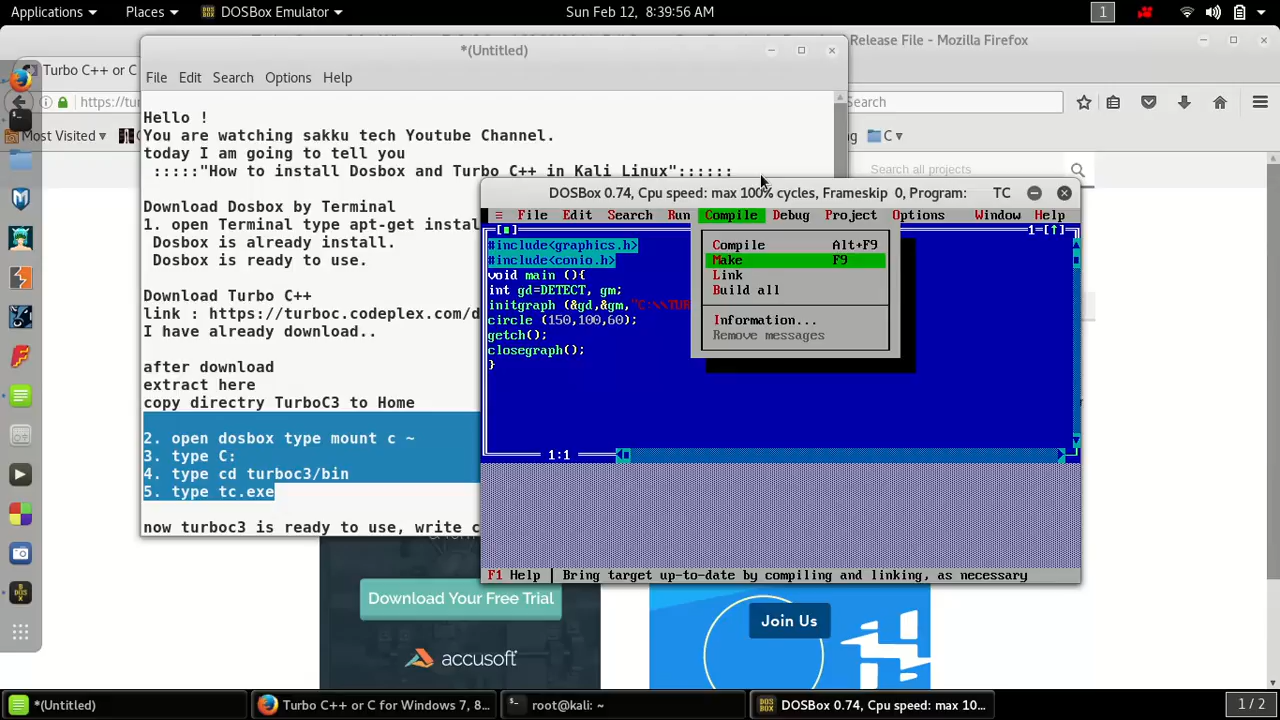 Applications ▾ Places ▾ DOSBox Emulator ▾ Sun Feb 12, 8:39:56 AM 1
Release File - Mozilla Firefox
Turbo C++ or C
https://tur
Search
Most Visited ▾
C ▾
Search all projects
*(Untitled)
File Edit Search Options Help
Hello !
You are watching sakku tech Youtube Channel.
today I am going to tell you
:::::"How to install Dosbox and Turbo C++ in Kali Linux"::::::
Download Dosbox by Terminal
1. open Terminal type apt-get instal
Dosbox is already install.
Dosbox is ready to use.
Download Turbo C++
link : https://turboc.codeplex.com/d
I have already download..
after download
extract here
copy directry TurboC3 to Home
2. open dosbox type mount c ~
3. type C:
4. type cd turboc3/bin
5. type tc.exe
now turboc3 is ready to use, write c
DOSBox 0.74, Cpu speed: max 100% cycles, Frameskip 0, Program: TC
≡ File Edit Search Run Compile Debug Project Options Window Help
1=[↑]
#include<graphics.h>
#include<conio.h>
void main (){
int gd=DETECT, gm;
initgraph (&gd,&gm,"C:\\TUR
circle (150,100,60);
getch();
closegraph();
}
Compile Alt+F9
Make F9
Link
Build all
Information...
Remove messages
1:1
F1 Help | Bring target up-to-date by compiling and linking, as necessary
Download Your Free Trial
accusoft
Join Us
*(Untitled)
Turbo C++ or C for Windows 7, 8...
root@kali: ~
DOSBox 0.74, Cpu speed: max 10...
1 / 2